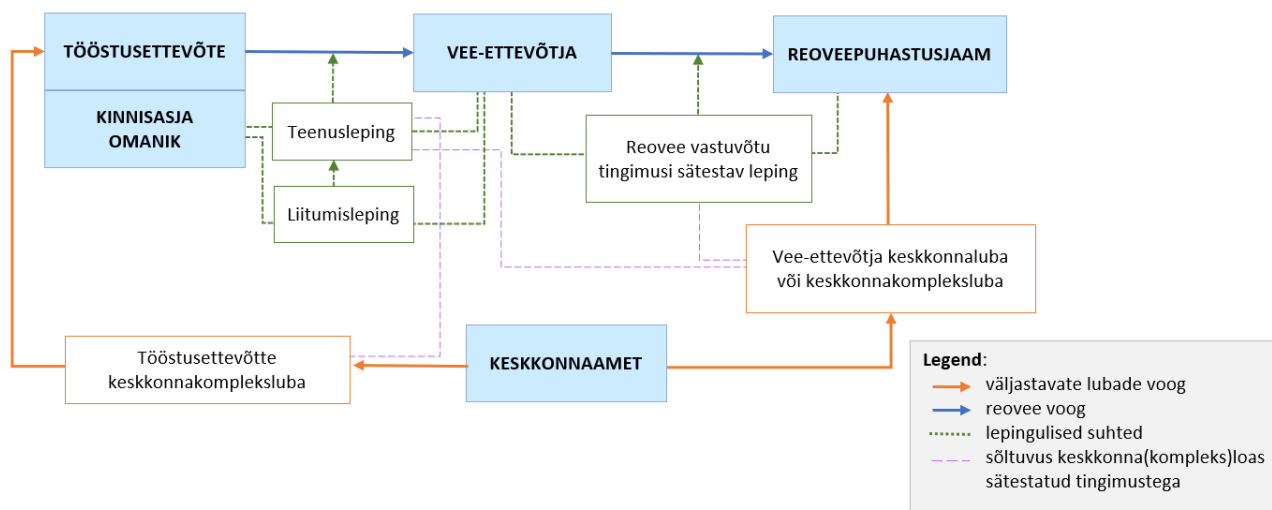 TÖÖSTUSETTEVÕTE
VEE-ETTEVÕTJA
REOVEEPUHASTUSJAAM
KINNISASJA
OMANIK
Teenusleping
Reovee vastuvõtu
tingimusi sätestav leping
Liitumisleping
Vee-ettevõtja keskkonnaluba
või keskkonnakompleksluba
Tööstusettevõtte
keskkonnakompleksluba
KESKKONNAAMET
Legend:
väljastavate lubade voog
reovee voog
lepingulised suhted
sõltuvus keskkonna(kompleks)loas
sätestatud tingimustega